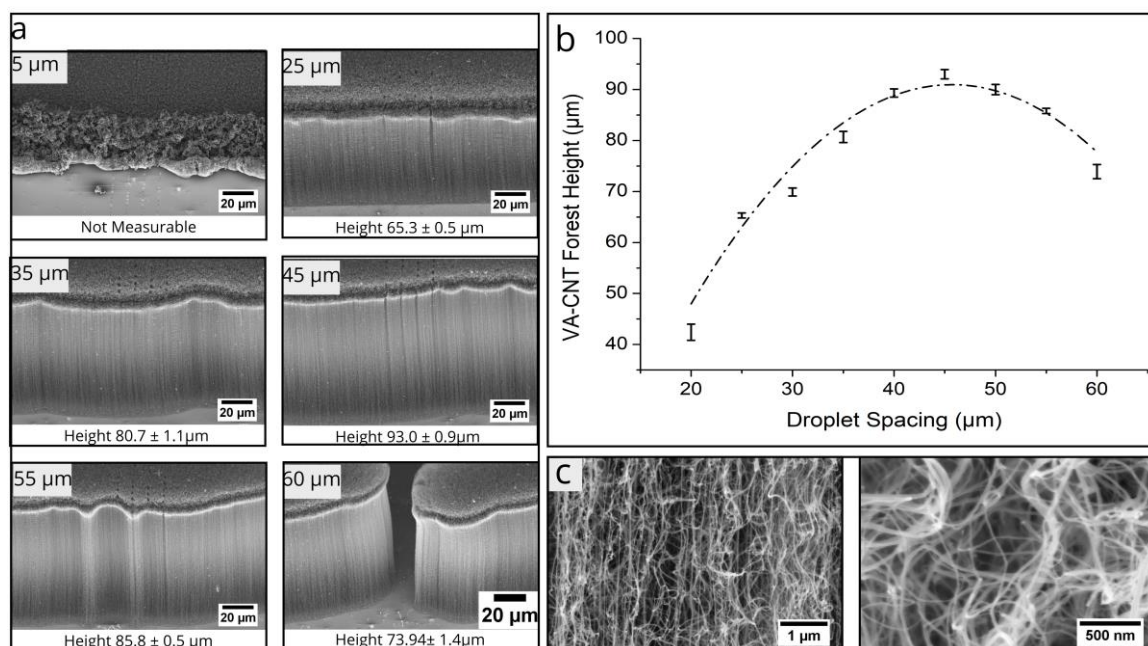 a
5 µm
20 µm
Not Measurable
25 µm
20 µm
Height 65.3 ± 0.5 µm
35 µm
20 µm
Height 80.7 ± 1.1µm
45 µm
20 µm
Height 93.0 ± 0.9µm
55 µm
20 µm
Height 85.8 ± 0.5 µm
60 µm
20 µm
Height 73.94± 1.4µm
b
VA-CNT Forest Height (µm)
100
90
80
70
60
50
40
20
30
40
50
60
Droplet Spacing (µm)
c
1 µm
500 nm